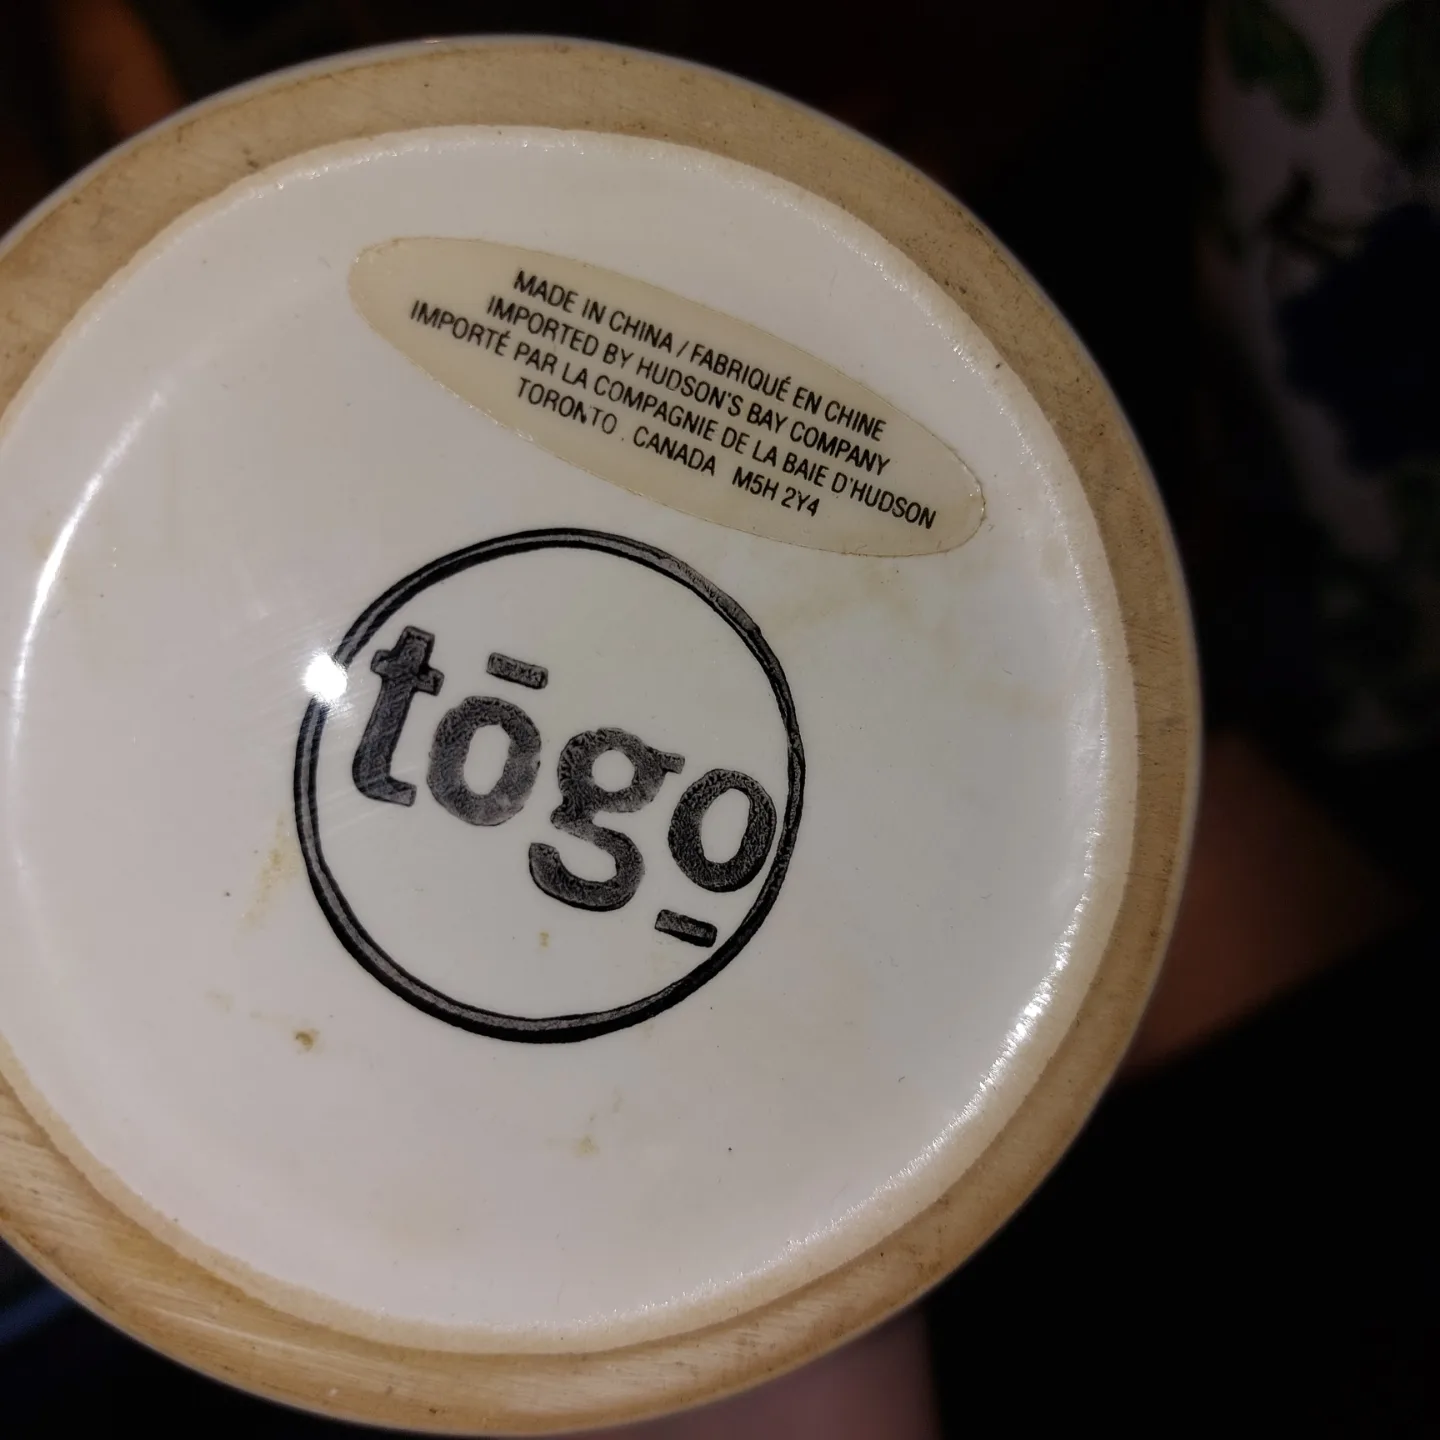 MADE IN CHINA / FABRIQUÉ EN CHINE
IMPORTED BY HUDSON'S BAY COMPANY
IMPORTÉ PAR LA COMPAGNIE DE LA BAIE D'HUDSON
TORONTO . CANADA M5H 2Y4
tōgo̱